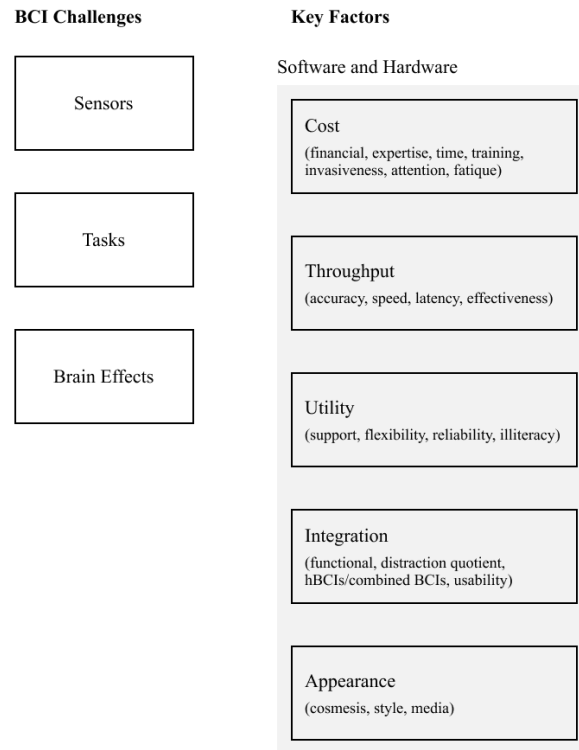 BCI Challenges
Key Factors
Sensors
Tasks
Brain Effects
Software and Hardware
Cost
(financial, expertise, time, training,
invasiveness, attention, fatique)
Throughput
(accuracy, speed, latency, effectiveness)
Utility
(support, flexibility, reliability, illiteracy)
Integration
(functional, distraction quotient,
hBCIs/combined BCIs, usability)
Appearance
(cosmesis, style, media)